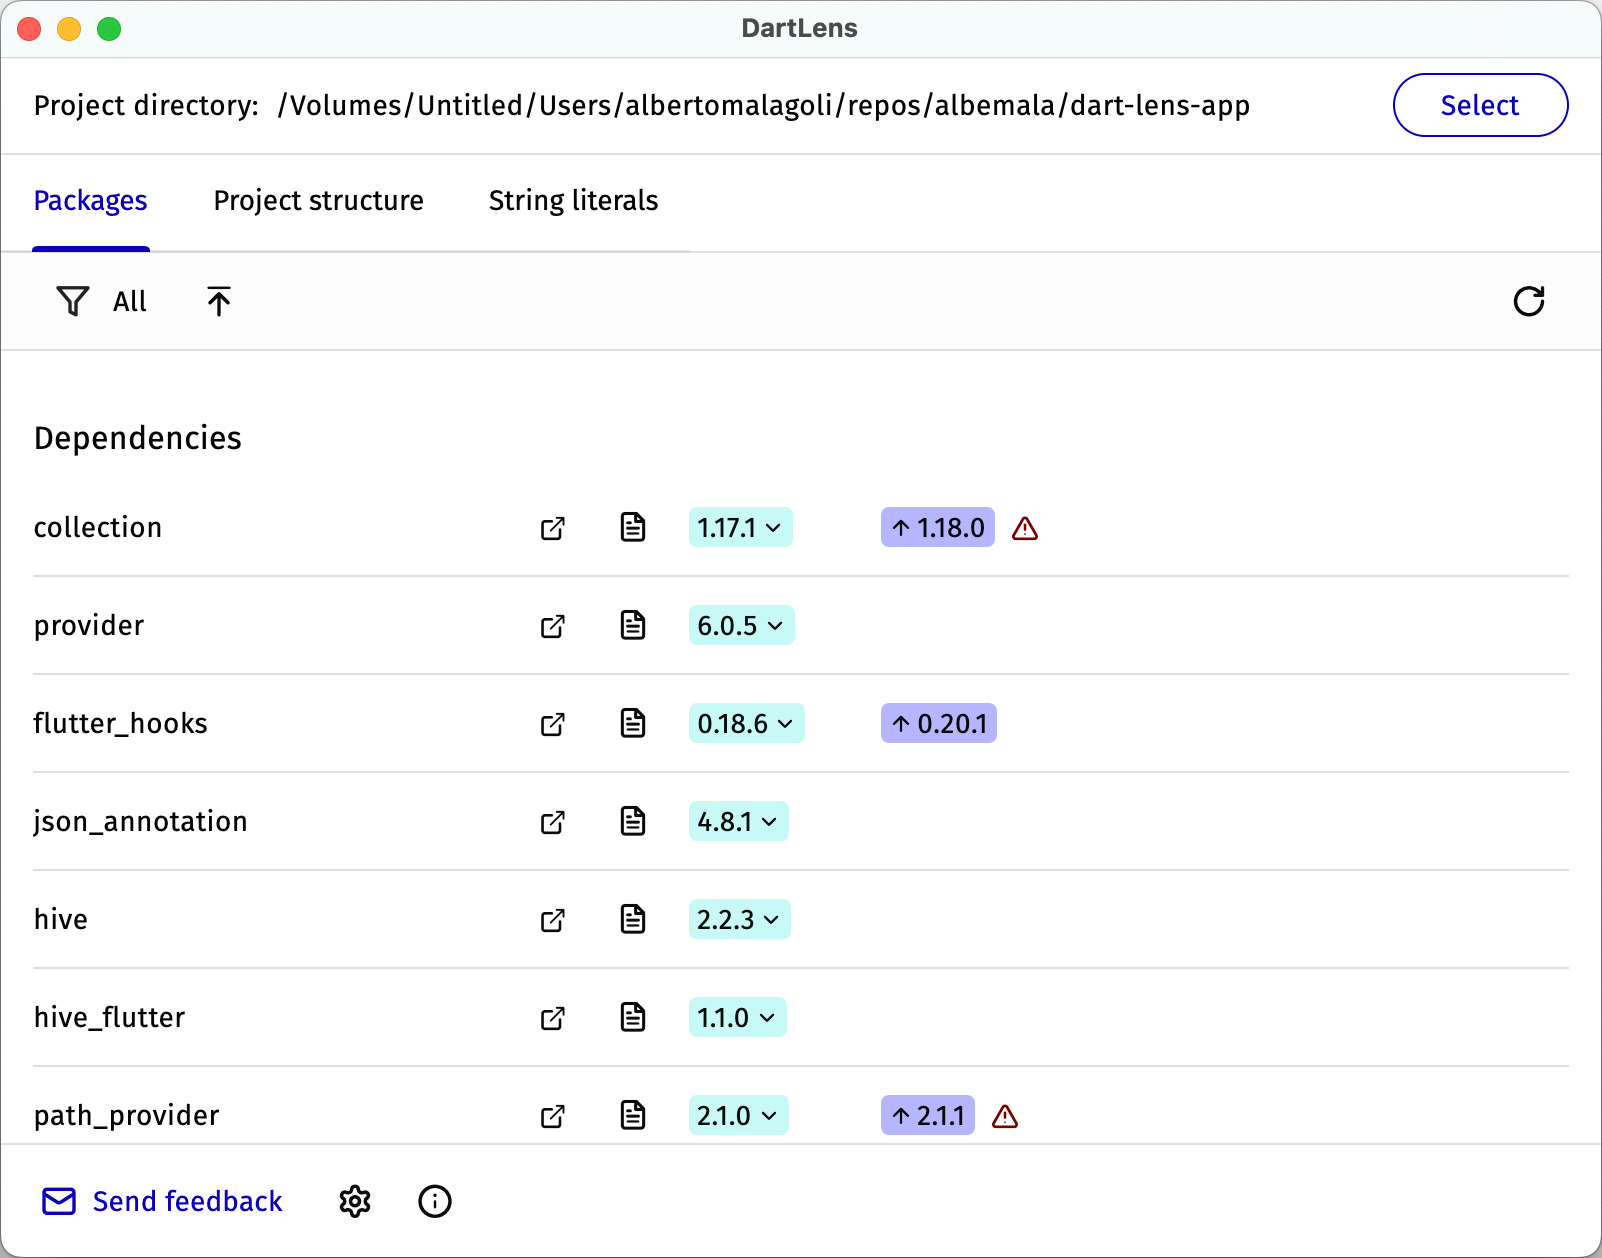 DartLens
Project directory: /Volumes/Untitled/Users/albertomalagoli/repos/albemala/dart-lens-app Select
Packages Project structure String literals
All
Dependencies
collection 1.17.1 1.18.0
provider 6.0.5
flutter_hooks 0.18.6 0.20.1
json_annotation 4.8.1
hive 2.2.3
hive_flutter 1.1.0
path_provider 2.1.0 2.1.1
Send feedback